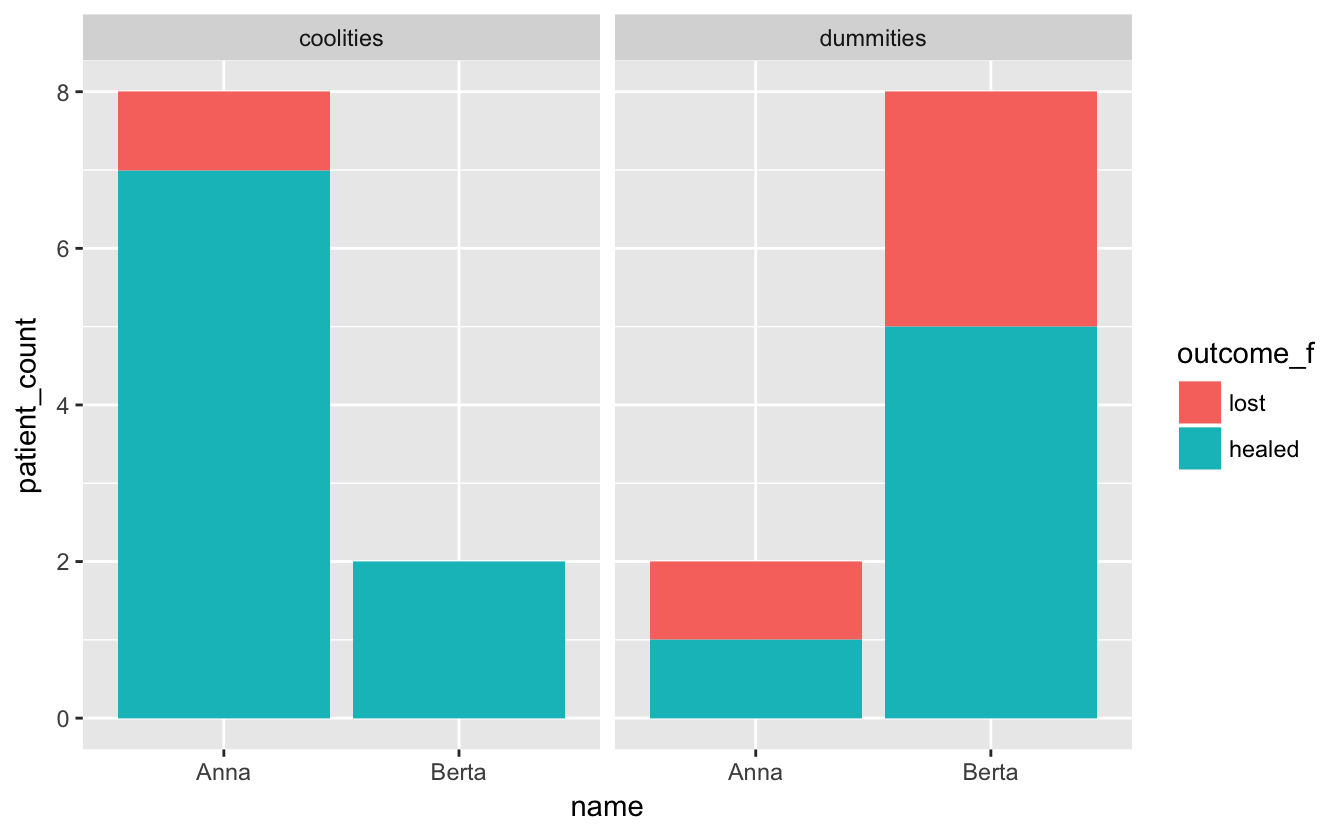 coolities
dummities
8
6
4
2
0
patient_count
Anna
Berta
Anna
Berta
name
outcome_f
lost
healed